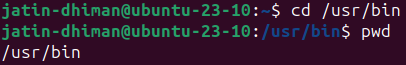 jatin-dhiman@ubuntu-23-10:~$ cd /usr/bin
jatin-dhiman@ubuntu-23-10:/usr/bin$ pwd
/usr/bin